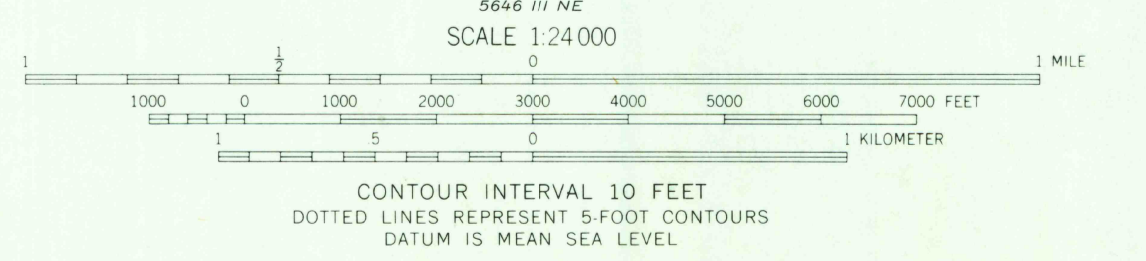 5646 III NE
SCALE 1:24 000
1 1/2 0 1 MILE
1000 0 1000 2000 3000 4000 5000 6000 7000 FEET
1 .5 0 1 KILOMETER
CONTOUR INTERVAL 10 FEET
DOTTED LINES REPRESENT 5-FOOT CONTOURS
DATUM IS MEAN SEA LEVEL